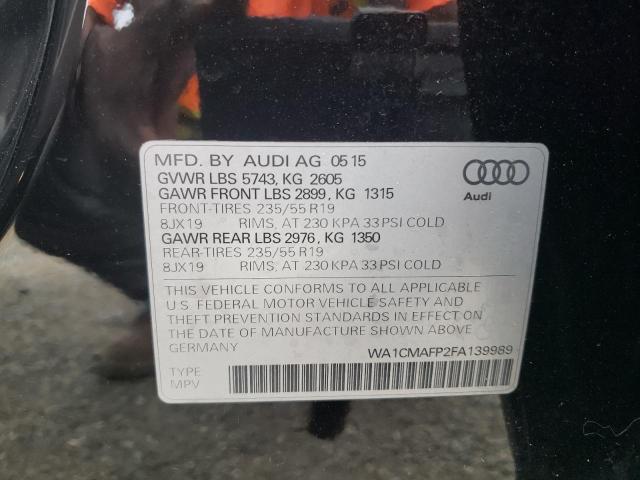 MFD. BY AUDI AG 05 15
GVWR LBS 5743, KG 2605
GAWR FRONT LBS 2899, KG 1315
FRONT-TIRES 235/55 R19
8JX19 RIMS, AT 230 KPA 33 PSI COLD
GAWR REAR LBS 2976, KG 1350
REAR-TIRES 235/55 R19
8JX19 RIMS, AT 230 KPA 33 PSI COLD
Audi
THIS VEHICLE CONFORMS TO ALL APPLICABLE
U.S. FEDERAL MOTOR VEHICLE SAFETY AND
THEFT PREVENTION STANDARDS IN EFFECT ON
THE DATE OF MANUFACTURE SHOWN ABOVE
GERMANY
WA1CMAFP2FA139989
TYPE
MPV